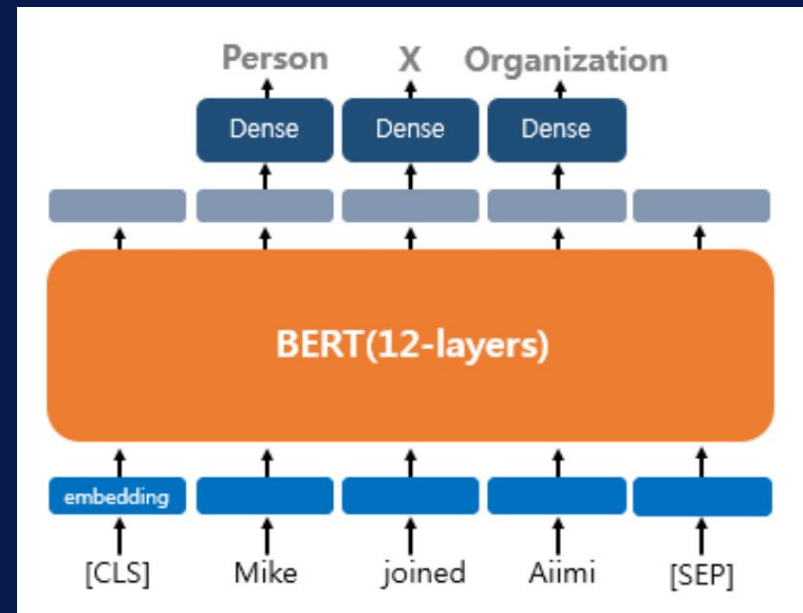 Person X Organization
Dense Dense Dense
BERT(12-layers)
embedding
[CLS] Mike joined Aiimi [SEP]